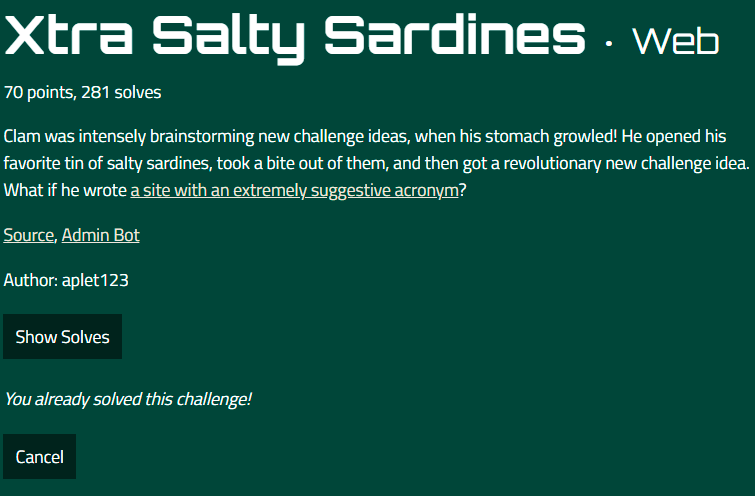 Xtra Salty Sardines · Web
70 points, 281 solves
Clam was intensely brainstorming new challenge ideas, when his stomach growled! He opened his
favorite tin of salty sardines, took a bite out of them, and then got a revolutionary new challenge idea.
What if he wrote a site with an extremely suggestive acronym?
Source, Admin Bot
Author: aplet123
Show Solves
You already solved this challenge!
Cancel